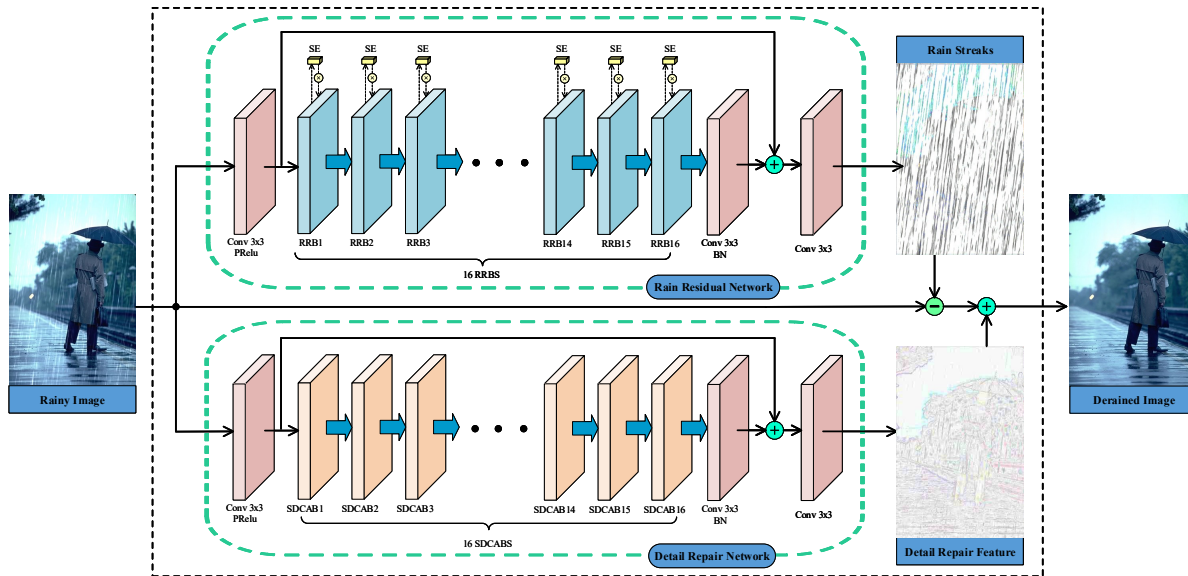 Rain Streaks
SE SE SE SE SE SE
Conv 3x3
PRelu
RRB1 RRB2 RRB3 RRB14 RRB15 RRB16
Conv 3x3
BN
Conv 3x3
16 RRBS
Rain Residual Network
Rainy Image
Derained Image
Conv 3x3
PRelu
SDCAB1 SDCAB2 SDCAB3 SDCAB14 SDCAB15 SDCAB16
Conv 3x3
BN
Conv 3x3
16 SDCABS
Detail Repair Network
Detail Repair Feature